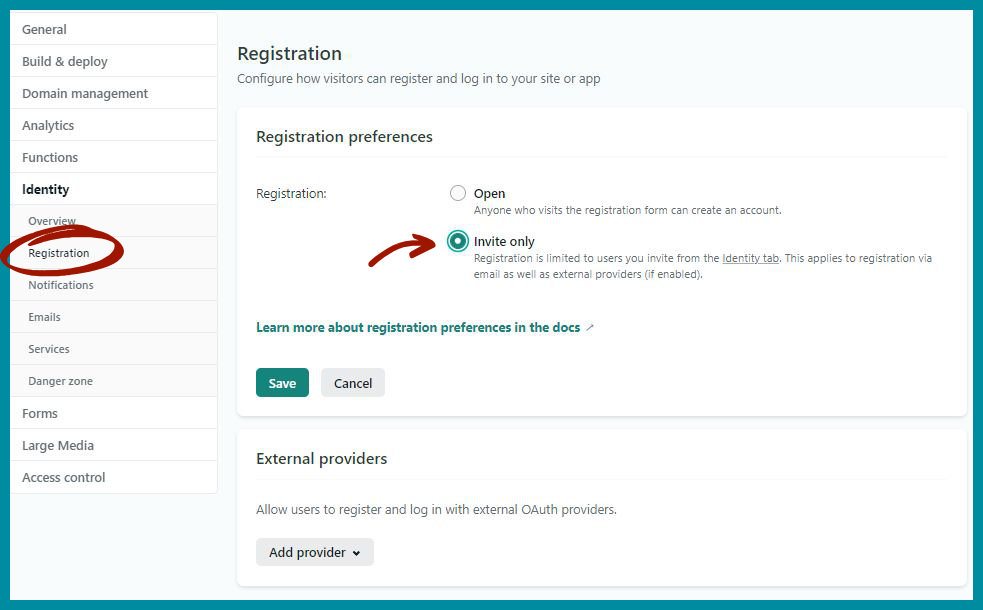 General
Build & deploy
Domain management
Analytics
Functions
Identity
Overview
Registration
Notifications
Emails
Services
Danger zone
Forms
Large Media
Access control
Registration
Configure how visitors can register and log in to your site or app
Registration preferences
Registration:
Open
Anyone who visits the registration form can create an account.
Invite only
Registration is limited to users you invite from the Identity tab. This applies to registration via
email as well as external providers (if enabled).
Learn more about registration preferences in the docs
Save
Cancel
External providers
Allow users to register and log in with external OAuth providers.
Add provider